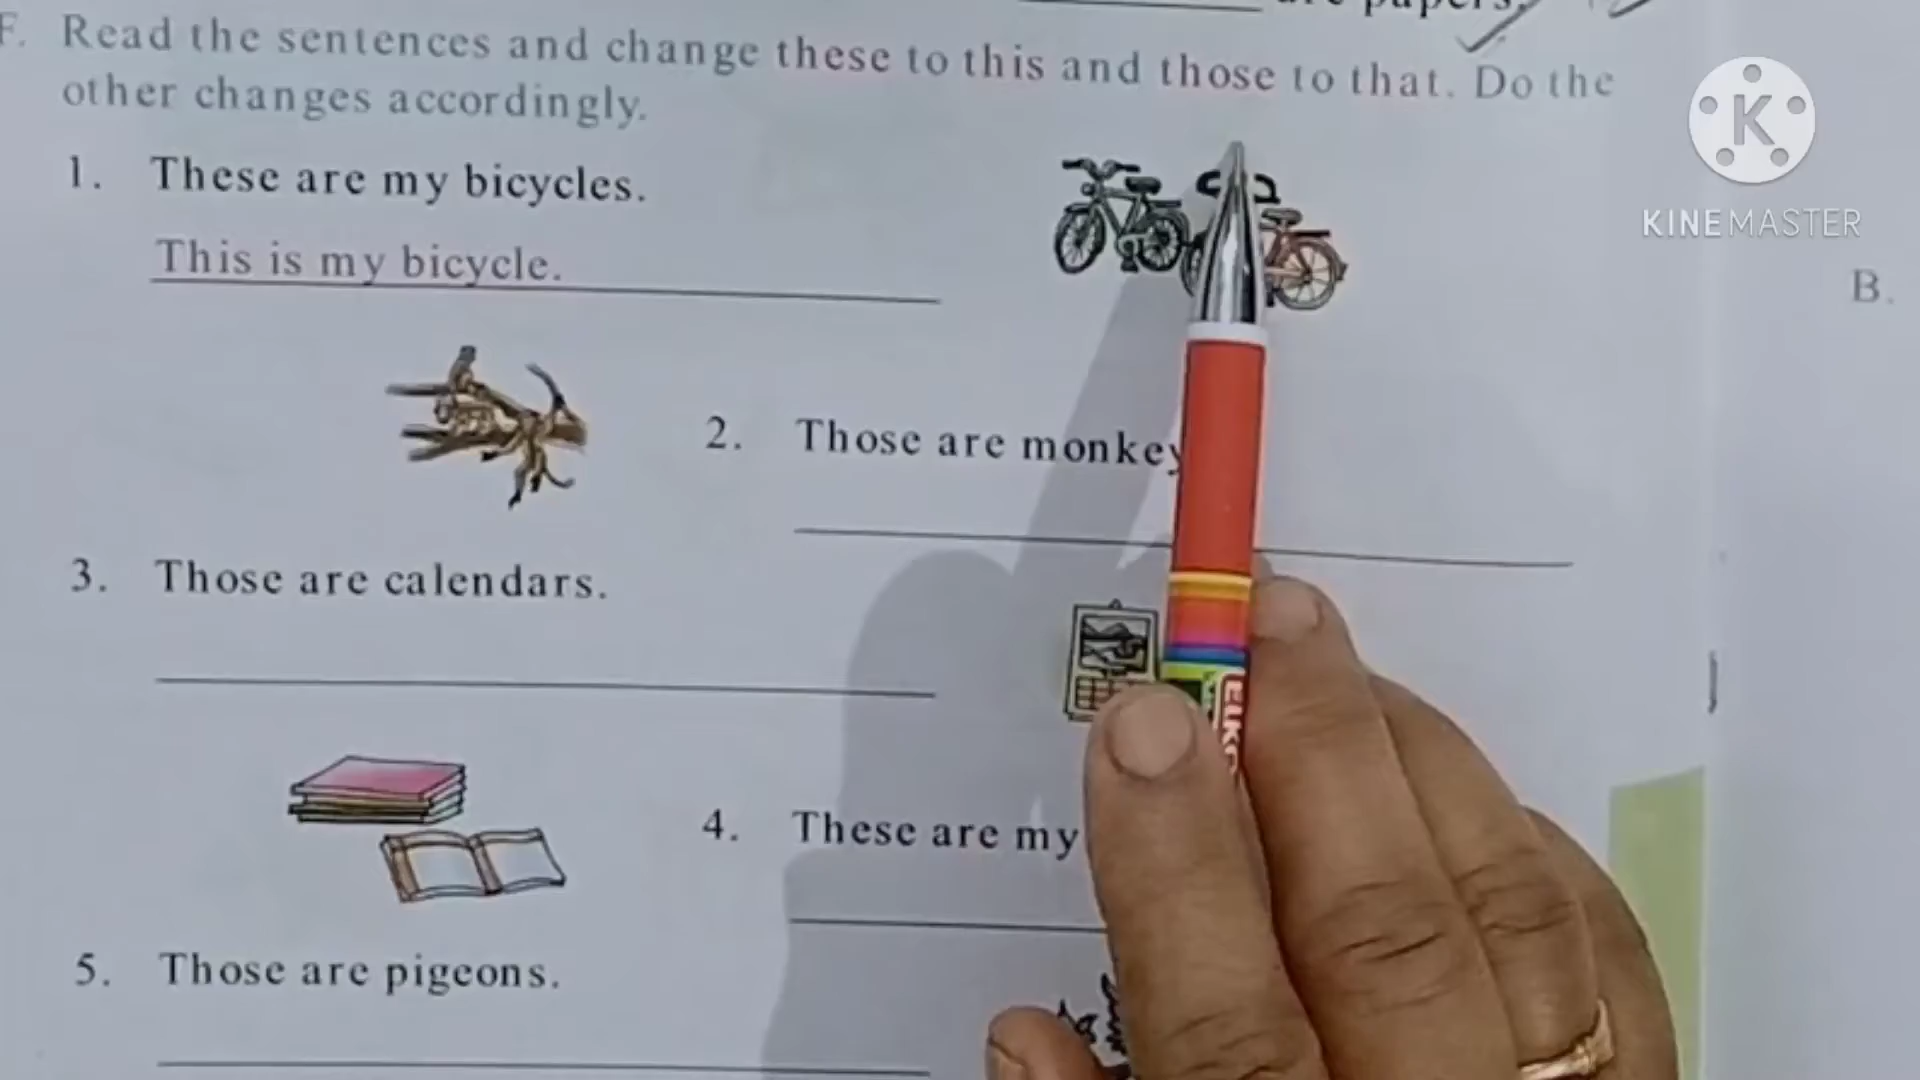 are papers.
F. Read the sentences and change these to this and those to that. Do the
other changes accordingly.
1. These are my bicycles.
This is my bicycle.
2. Those are monkey
3. Those are calendars.
4. These are my
5. Those are pigeons.
KINEMASTER
K
B.